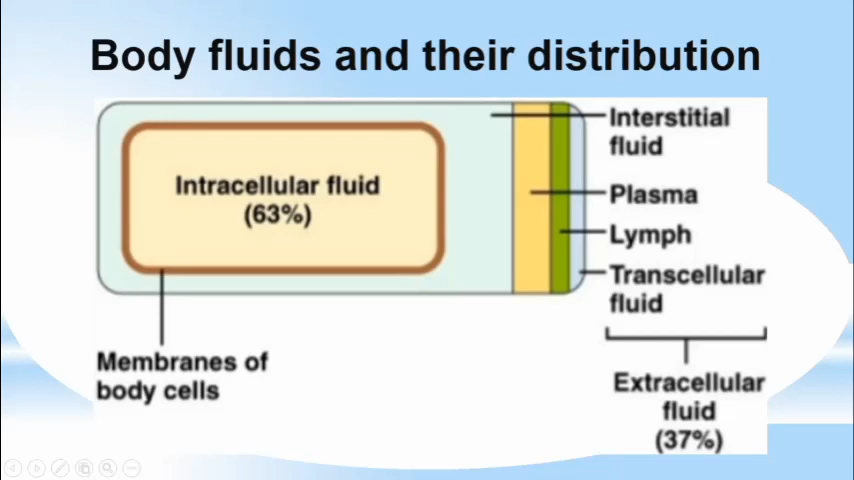 Body fluids and their distribution
Interstitial
fluid
Intracellular fluid
(63%)
Plasma
Lymph
Transcellular
fluid
Membranes of
body cells
Extracellular
fluid
(37%)